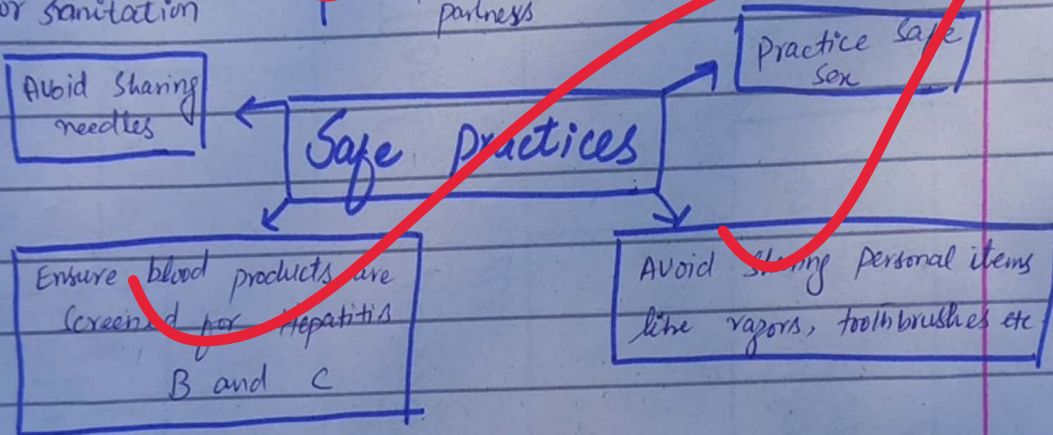 or sanitation
partness
Practice Safe
Sex
Avoid Sharing
needles
Safe practices
Ensure blood products are
Screened for Hepatitis
B and C
Avoid Sharing personal items
like razors, toothbrushes etc